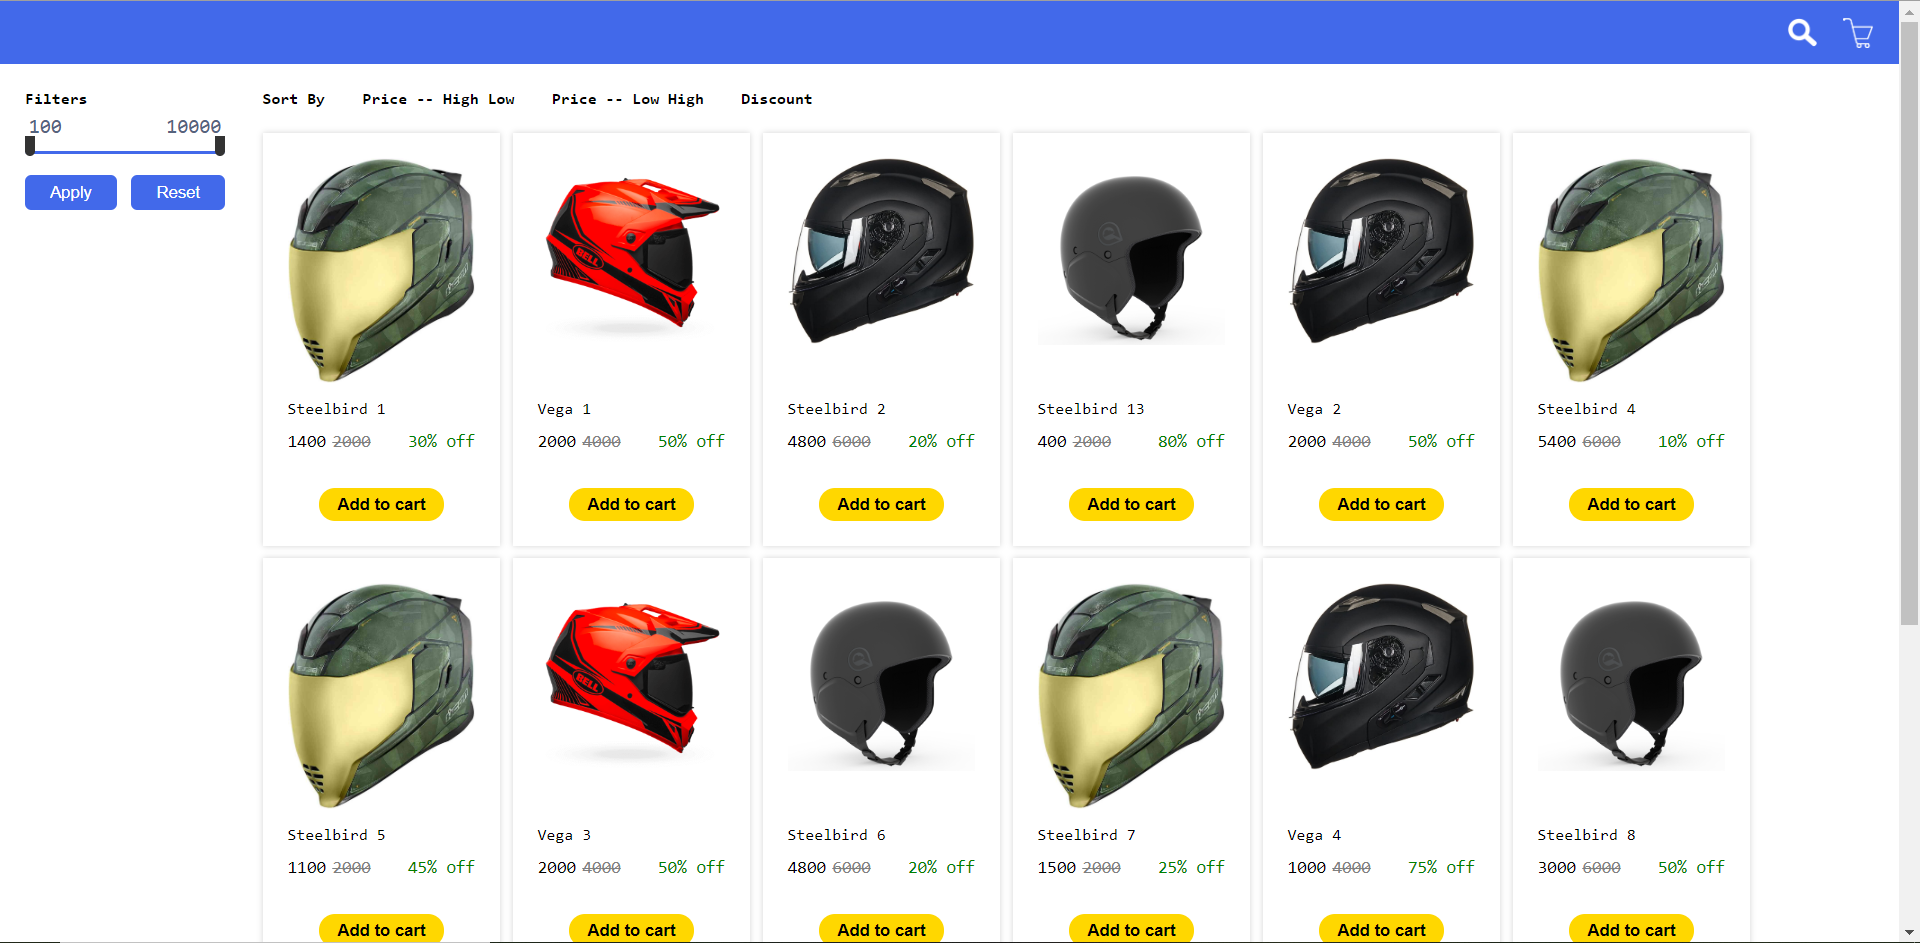 Filters
100 10000
Apply Reset
Sort By Price -- High Low Price -- Low High Discount
BELL
Steelbird 1
1400 2000 30% off
Add to cart
Vega 1
2000 4000 50% off
Add to cart
Steelbird 2
4800 6000 20% off
Add to cart
Steelbird 13
400 2000 80% off
Add to cart
Vega 2
2000 4000 50% off
Add to cart
Steelbird 4
5400 6000 10% off
Add to cart
BELL
Steelbird 5
1100 2000 45% off
Add to cart
Vega 3
2000 4000 50% off
Add to cart
Steelbird 6
4800 6000 20% off
Add to cart
Steelbird 7
1500 2000 25% off
Add to cart
Vega 4
1000 4000 75% off
Add to cart
Steelbird 8
3000 6000 50% off
Add to cart